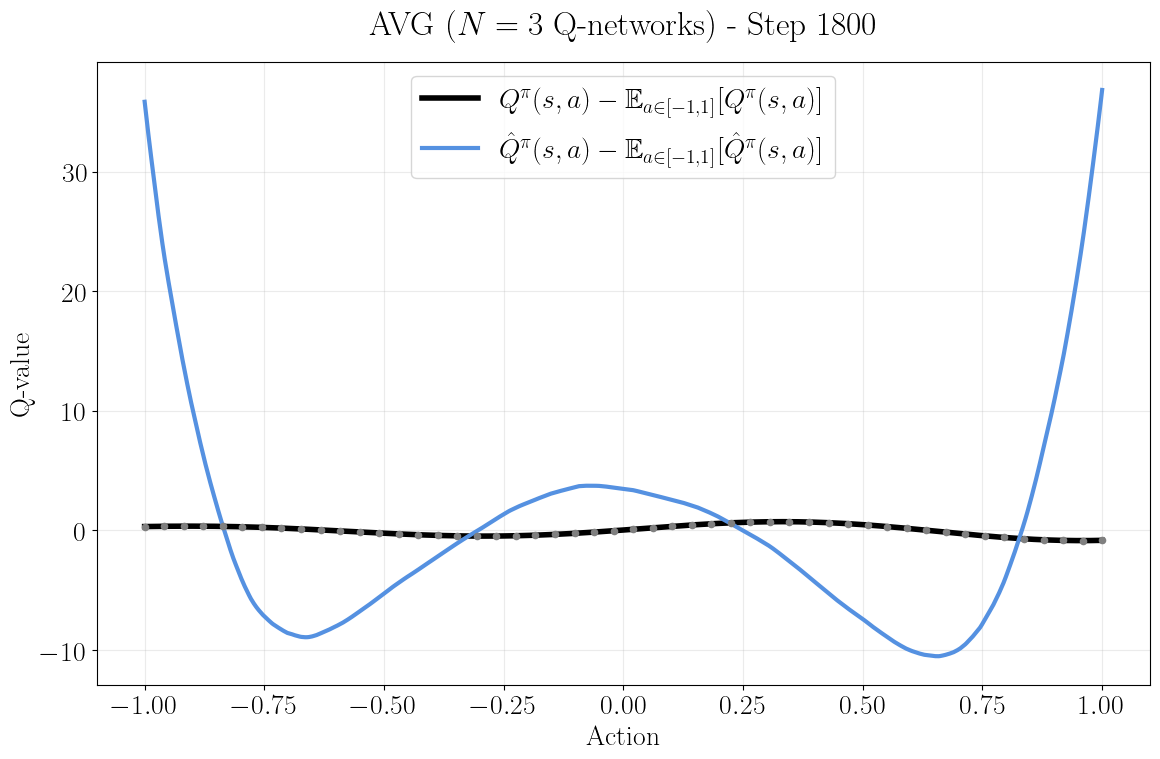 AVG (N = 3 Q-networks) - Step 1800
Q^π(s, a) − 𝔼_{a∈[−1,1]}[Q^π(s, a)]
Q̂^π(s, a) − 𝔼_{a∈[−1,1]}[Q̂^π(s, a)]
30
20
10
0
−10
Q-value
−1.00 −0.75 −0.50 −0.25 0.00 0.25 0.50 0.75 1.00
Action